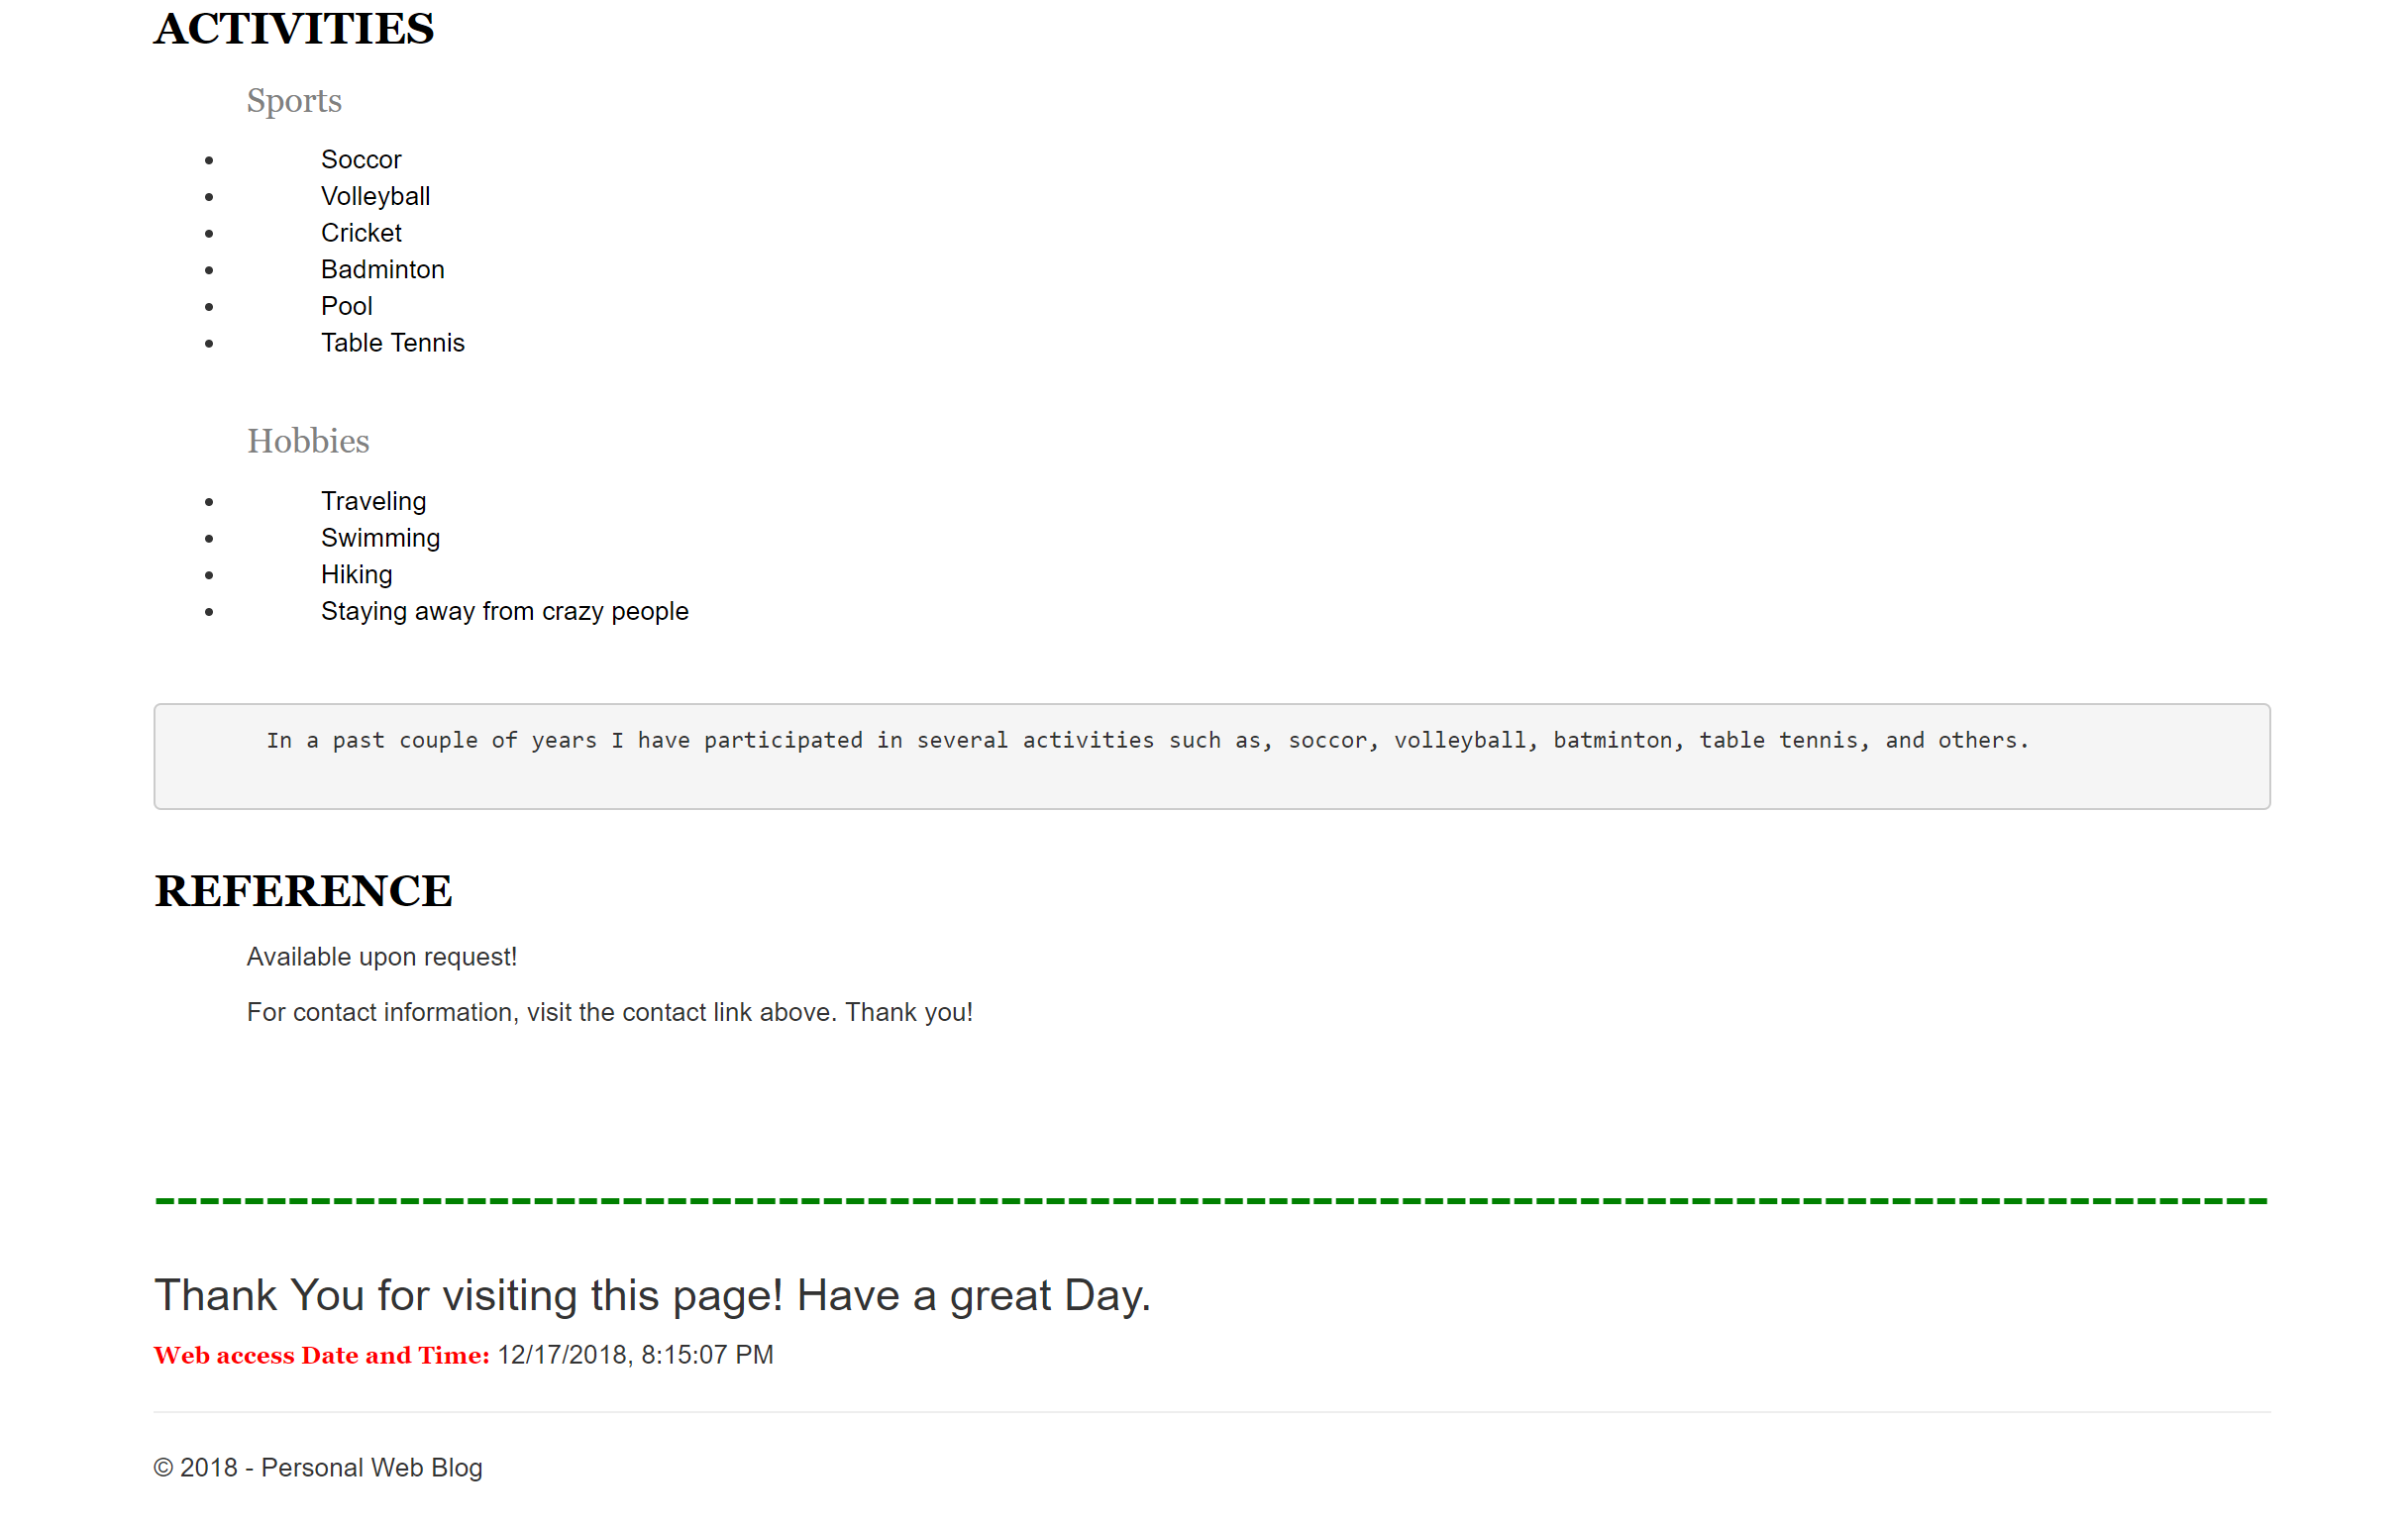 ACTIVITIES
Sports
• Soccor
• Volleyball
• Cricket
• Badminton
• Pool
• Table Tennis
Hobbies
• Traveling
• Swimming
• Hiking
• Staying away from crazy people
In a past couple of years I have participated in several activities such as, soccor, volleyball, batminton, table tennis, and others.
REFERENCE
Available upon request!
For contact information, visit the contact link above. Thank you!
Thank You for visiting this page! Have a great Day.
Web access Date and Time: 12/17/2018, 8:15:07 PM
© 2018 - Personal Web Blog